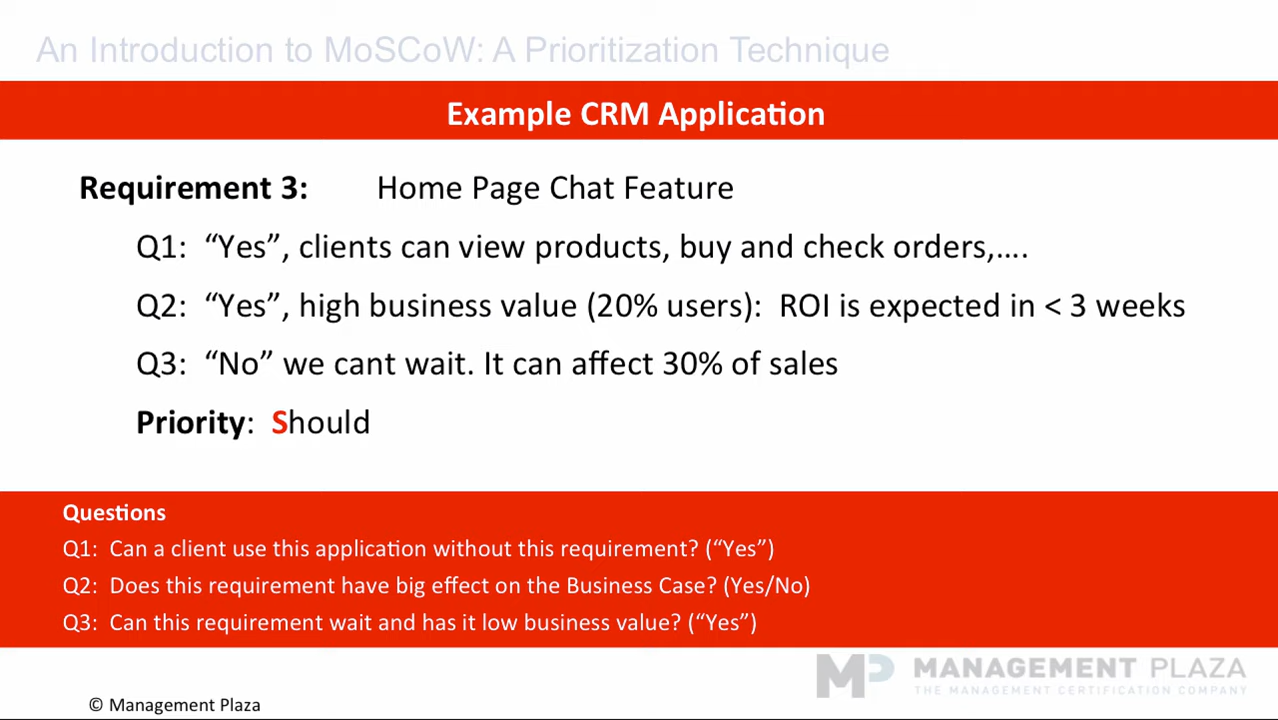 An Introduction to MoSCoW: A Prioritization Technique
Example CRM Application
Requirement 3: Home Page Chat Feature
Q1: “Yes”, clients can view products, buy and check orders,….
Q2: “Yes”, high business value (20% users): ROI is expected in < 3 weeks
Q3: “No” we cant wait. It can affect 30% of sales
Priority: Should
Questions
Q1: Can a client use this application without this requirement? (“Yes”)
Q2: Does this requirement have big effect on the Business Case? (Yes/No)
Q3: Can this requirement wait and has it low business value? (“Yes”)
MP MANAGEMENT PLAZA
THE MANAGEMENT CERTIFICATION COMPANY
© Management Plaza